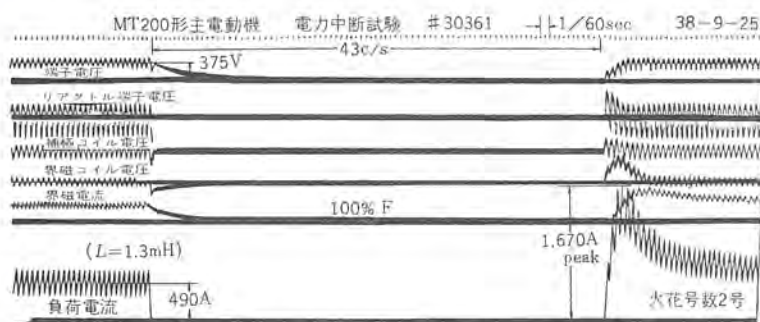 MT200形主電動機 電力中断試験 #30361 1/60sec 38-9-25
43c/s
375V
端子電圧
リアクトル端子電圧
補極コイル電圧
界磁コイル電圧
界磁電流
100% F
(L=1.3mH)
1,670A
peak
490A
負荷電流
火花号数2号